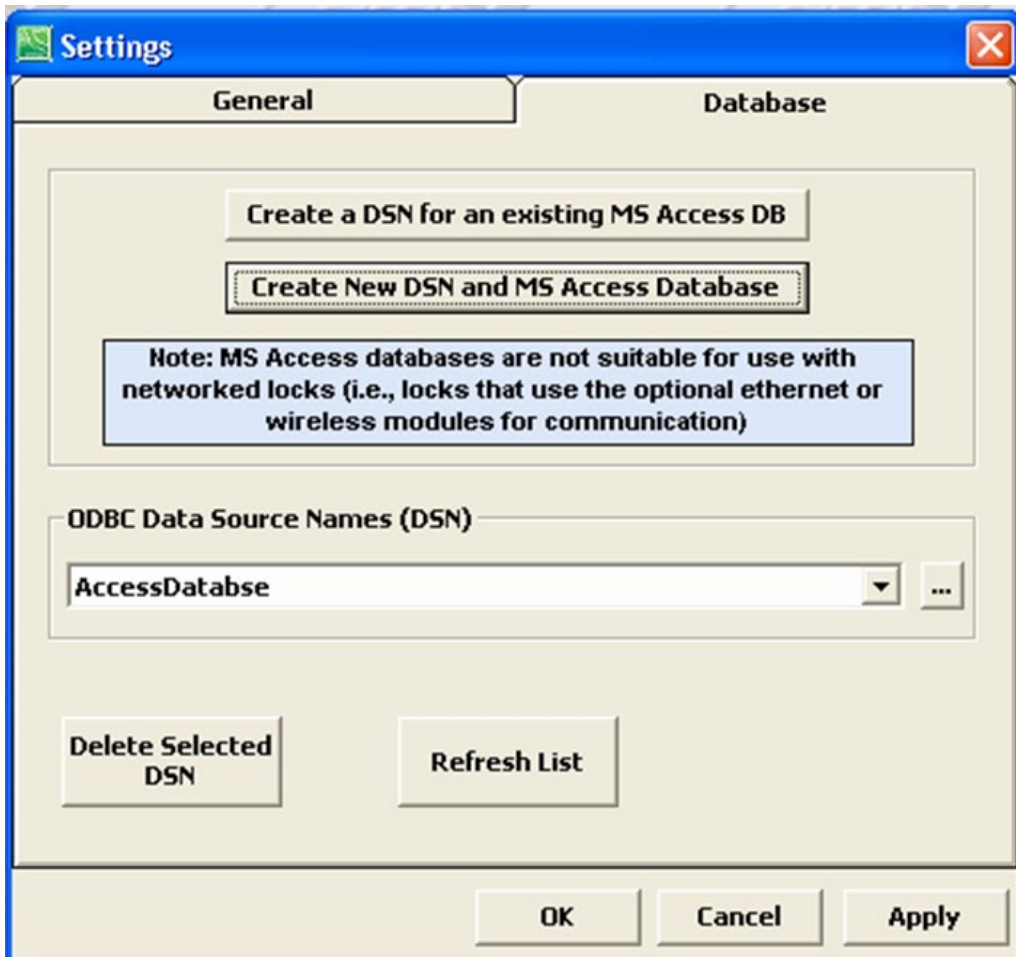 Settings
General
Database
Create a DSN for an existing MS Access DB
Create New DSN and MS Access Database
Note: MS Access databases are not suitable for use with
networked locks (i.e., locks that use the optional ethernet or
wireless modules for communication)
ODBC Data Source Names (DSN)
AccessDatabse
...
Delete Selected
DSN
Refresh List
OK
Cancel
Apply